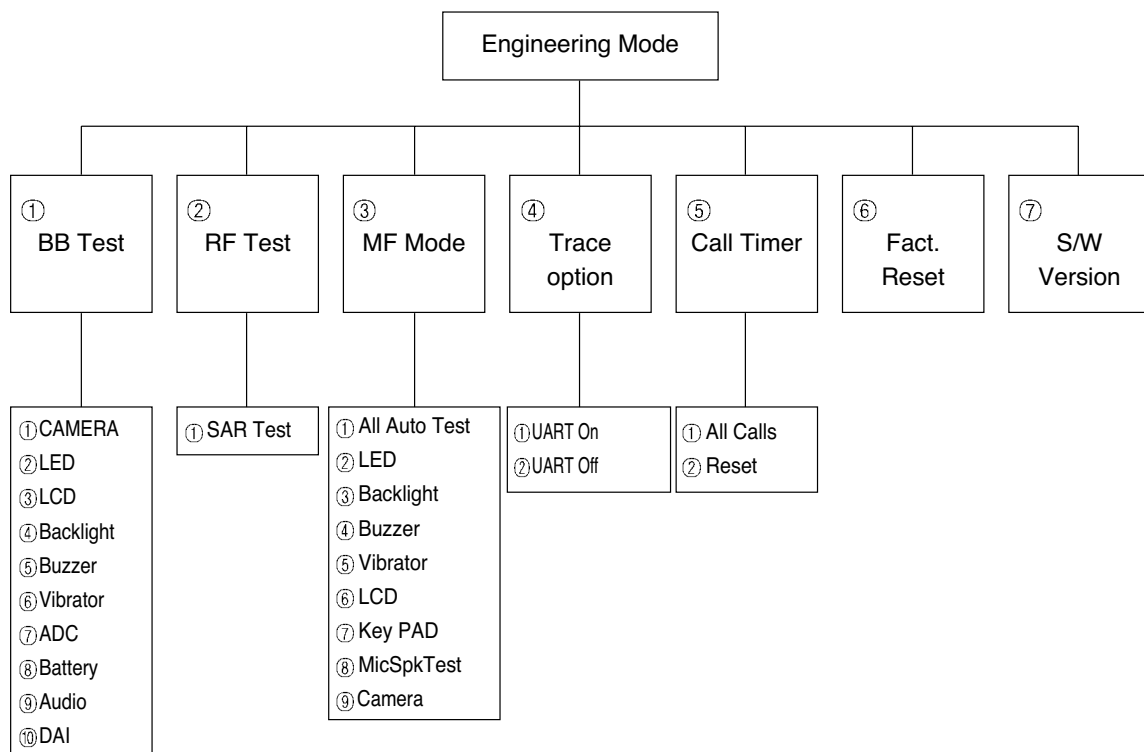 Engineering Mode
①
BB Test
②
RF Test
③
MF Mode
④
Trace
option
⑤
Call Timer
⑥
Fact.
Reset
⑦
S/W
Version
①CAMERA
②LED
③LCD
④Backlight
⑤Buzzer
⑥Vibrator
⑦ADC
⑧Battery
⑨Audio
⑩DAI
① SAR Test
① All Auto Test
② LED
③ Backlight
④ Buzzer
⑤ Vibrator
⑥ LCD
⑦ Key PAD
⑧ MicSpkTest
⑨ Camera
①UART On
②UART Off
① All Calls
② Reset